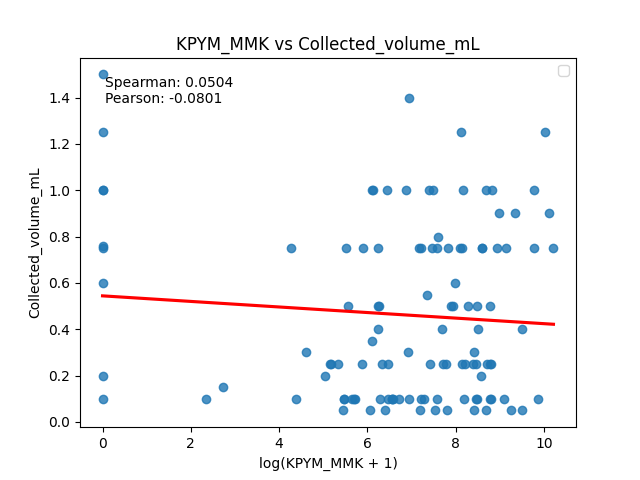 KPYM_MMK vs Collected_volume_mL
Spearman: 0.0504
Pearson: -0.0801
Collected_volume_mL
1.4
1.2
1.0
0.8
0.6
0.4
0.2
0.0
0 2 4 6 8 10
log(KPYM_MMK + 1)